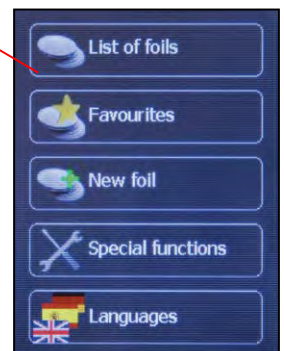 List of foils
Favourites
New foil
Special functions
Languages